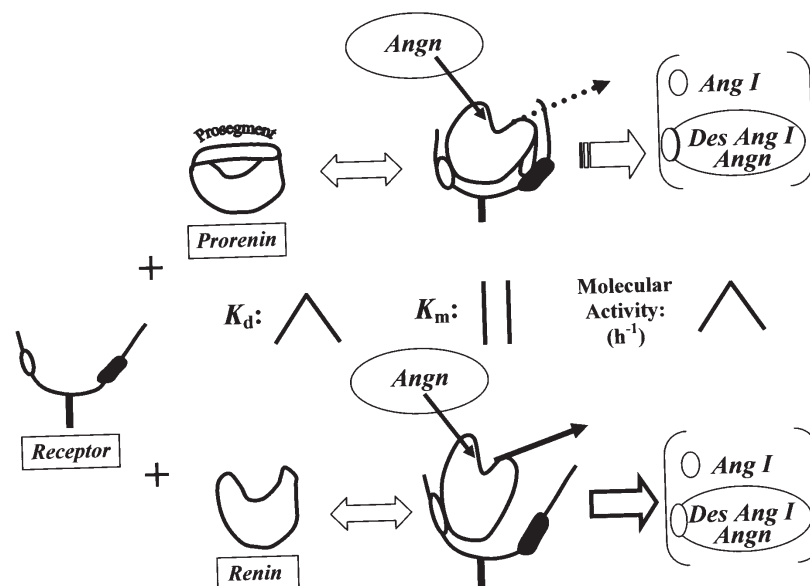 Angn
Ang I
Des Ang I
Angn
Prosegment
Prorenin
+
Kd:
Km:
Molecular
Activity:
(h-1)
Receptor
+
Angn
Ang I
Des Ang I
Angn
Renin